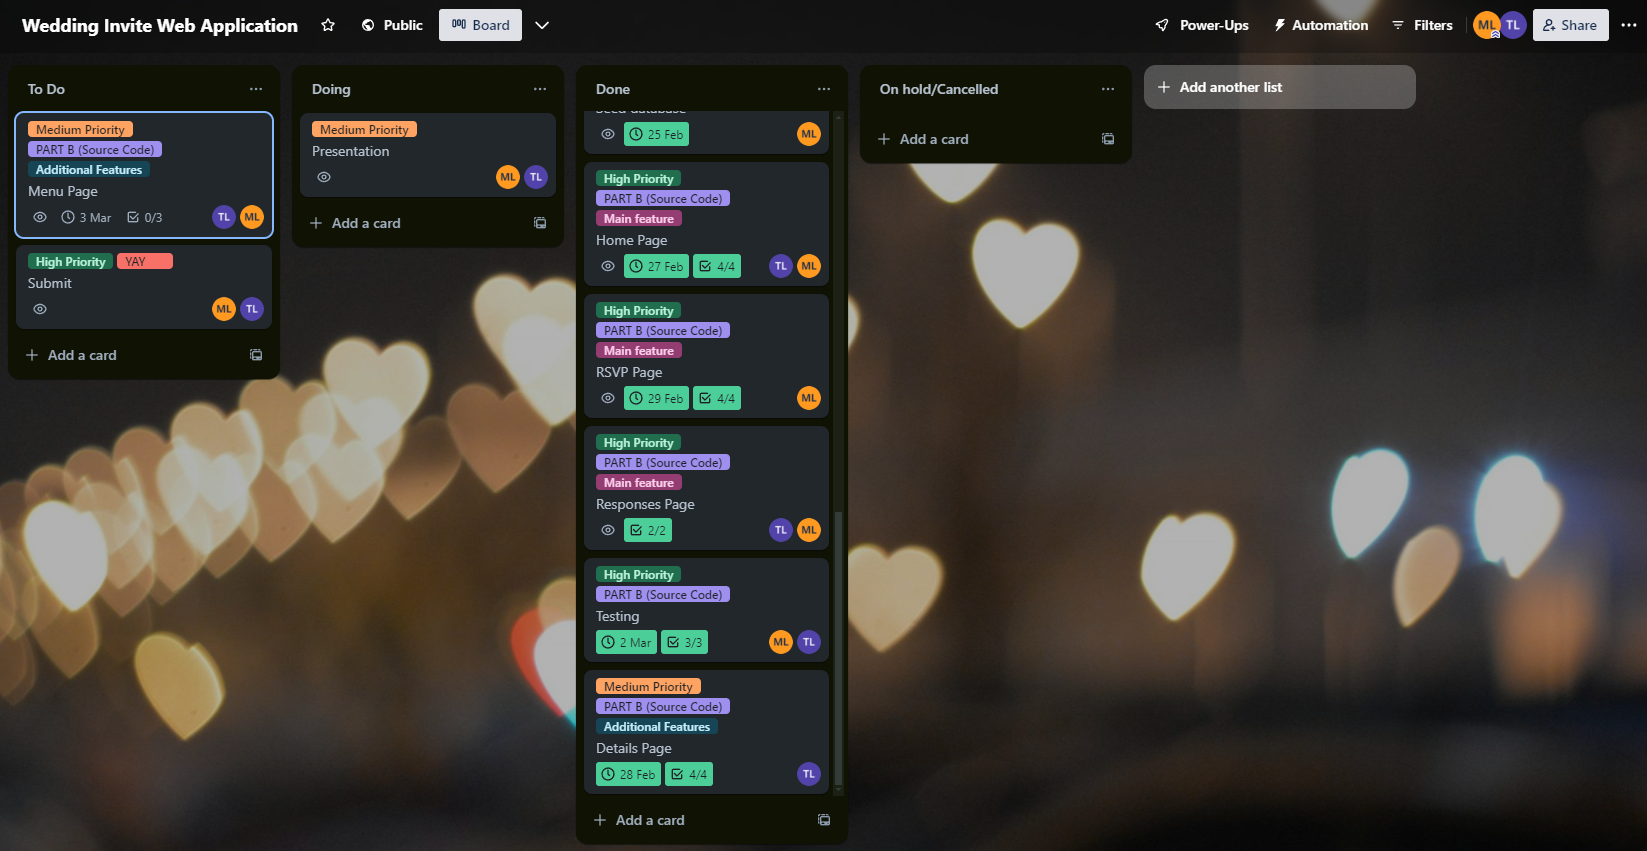 Wedding Invite Web Application
Public
Board
Power-Ups
Automation
Filters
ML
TL
Share
To Do
Medium Priority
PART B (Source Code)
Additional Features
Menu Page
3 Mar 0/3 TL ML
High Priority YAY
Submit
ML TL
+ Add a card
Doing
Medium Priority
Presentation
ML TL
+ Add a card
Done
Seed database
25 Feb ML
High Priority
PART B (Source Code)
Main feature
Home Page
27 Feb 4/4 TL ML
High Priority
PART B (Source Code)
Main feature
RSVP Page
29 Feb 4/4 ML
High Priority
PART B (Source Code)
Main feature
Responses Page
2/2 TL ML
High Priority
PART B (Source Code)
Testing
2 Mar 3/3 ML TL
Medium Priority
PART B (Source Code)
Additional Features
Details Page
28 Feb 4/4 TL
+ Add a card
On hold/Cancelled
+ Add a card
+ Add another list